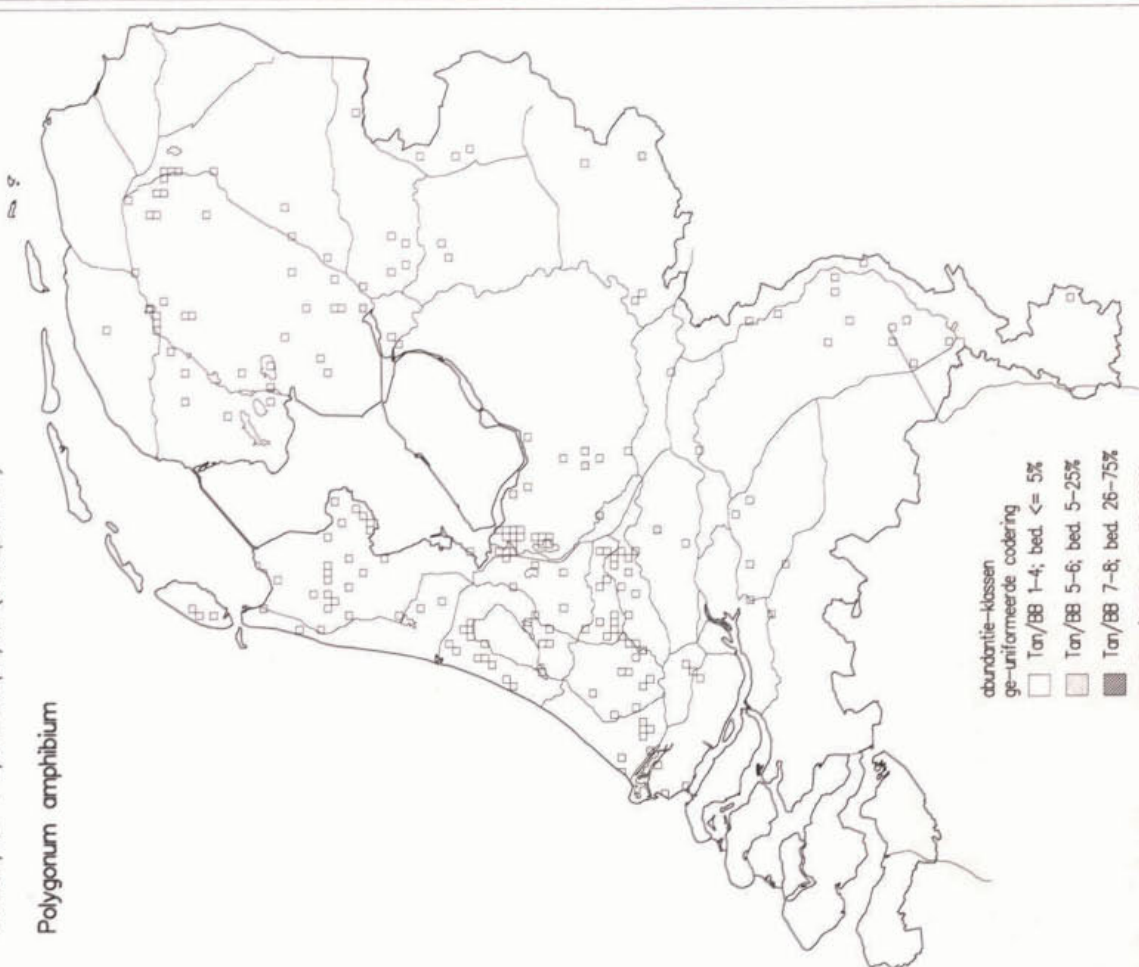 Polygonum amphibium
abundantie-klassen
ge-uniformeerde codering
Tan/BB 1-4; bed. <= 5%
Tan/BB 5-6; bed. 5-25%
Tan/BB 7-8; bed. 26-75%